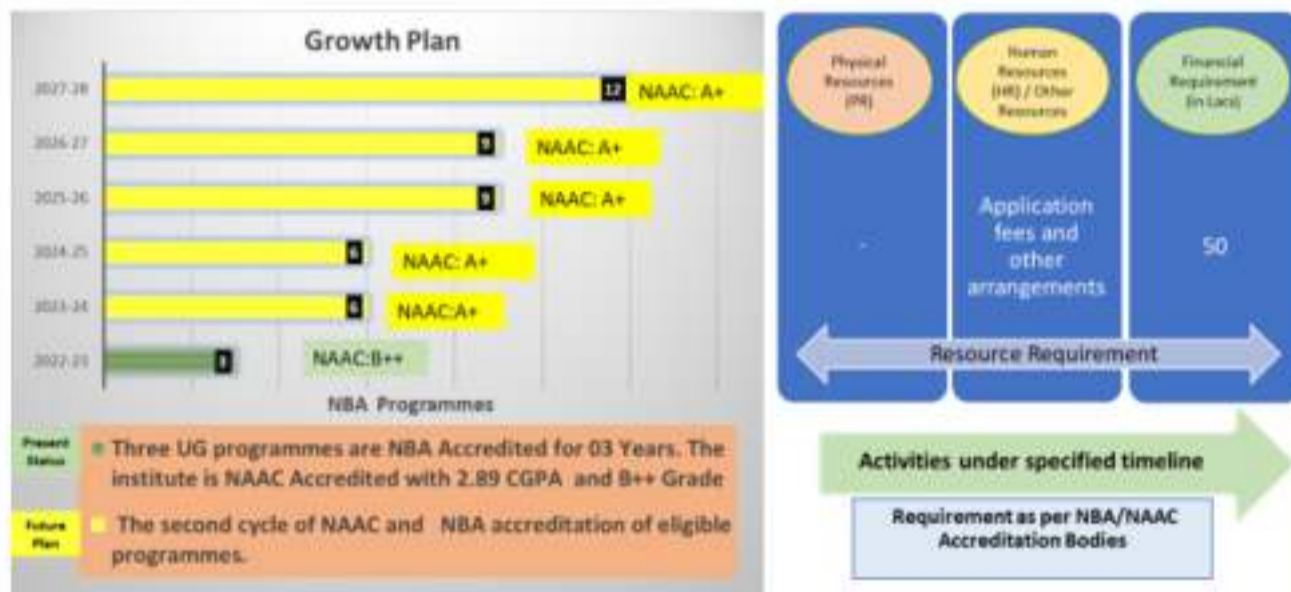 Growth Plan
2027-28
12
NAAC: A+
2026-27
9
NAAC: A+
2025-26
9
NAAC: A+
2024-25
6
NAAC: A+
2023-24
6
NAAC:A+
2022-23
3
NAAC:B++
NBA Programmes
Present
Status
Three UG programmes are NBA Accredited for 03 Years. The
institute is NAAC Accredited with 2.89 CGPA and B++ Grade
Future
Plan
The second cycle of NAAC and NBA accreditation of eligible
programmes.
Physical
Resources
(PR)
Human
Resources
(HR) / Other
Resources
Financial
Requirement
(in Lacs)
-
Application
fees and
other
arrangements
50
Resource Requirement
Activities under specified timeline
Requirement as per NBA/NAAC
Accreditation Bodies